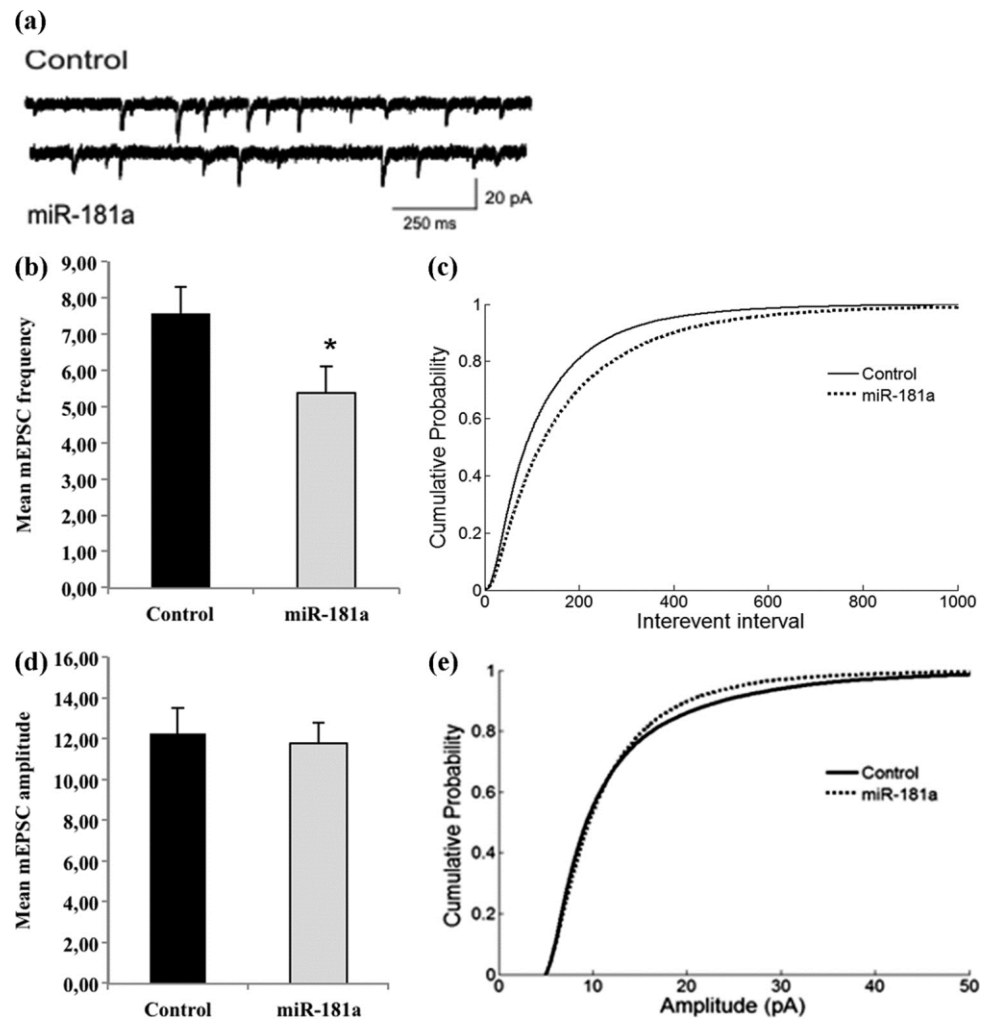 (a)
Control
miR-181a
20 pA
250 ms
(b)
Mean mEPSC frequency
9,00
8,00
7,00
6,00
5,00
4,00
3,00
2,00
1,00
0,00
*
Control miR-181a
(c)
Cumulative Probability
1
0.8
0.6
0.4
0.2
0
0 200 400 600 800 1000
Interevent interval
Control
miR-181a
(d)
Mean mEPSC amplitude
16,00
14,00
12,00
10,00
8,00
6,00
4,00
2,00
0,00
Control miR-181a
(e)
Cumulative Probability
1
0.8
0.6
0.4
0.2
0
0 10 20 30 40 50
Amplitude (pA)
Control
miR-181a